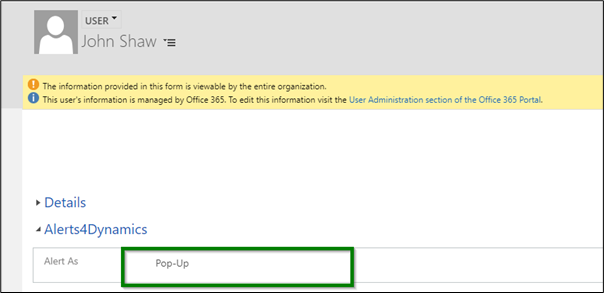 USER
John Shaw
The information provided in this form is viewable by the entire organization.
This user's information is managed by Office 365. To edit this information visit the User Administration section of the Office 365 Portal.
Details
Alerts4Dynamics
Alert As Pop-Up